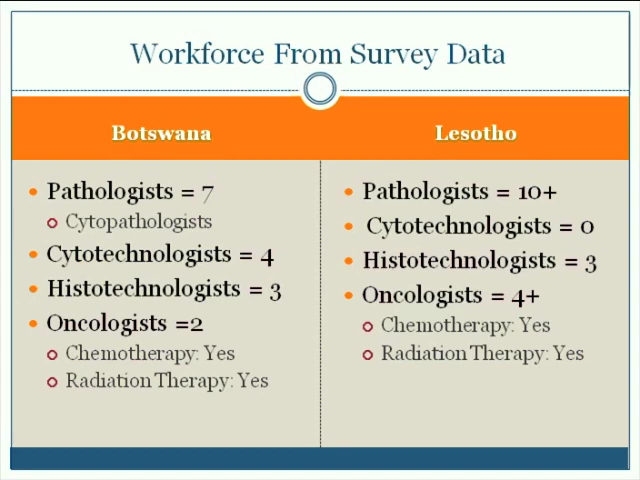 Workforce From Survey Data
Botswana
Pathologists = 7
Cytopathologists
Cytotechnologists = 4
Histotechnologists = 3
Oncologists =2
Chemotherapy: Yes
Radiation Therapy: Yes
Lesotho
Pathologists = 10+
Cytotechnologists = 0
Histotechnologists = 3
Oncologists = 4+
Chemotherapy: Yes
Radiation Therapy: Yes